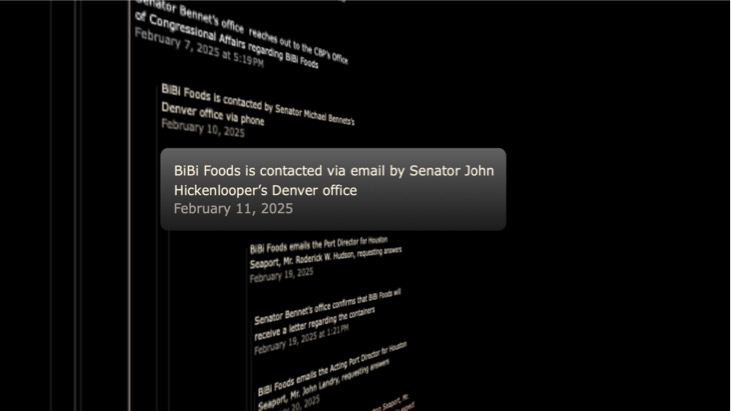 Senator Bennet's office reaches out to the CBP's Office
of Congressional Affairs regarding BiBi Foods
February 7, 2025 at 5:19PM
BiBi Foods is contacted by Senator Michael Bennets's
Denver office via phone
February 10, 2025
BiBi Foods is contacted via email by Senator John
Hickenlooper’s Denver office
February 11, 2025
BiBi Foods emails the Port Director for Houston
Seaport, Mr. Roderick W. Hudson, requesting answers
February 19, 2025
Senator Bennet's office confirms that BiBi Foods will
receive a letter regarding the containers
February 19, 2025 at 1:21PM
BiBi Foods emails the Acting Port Director for Houston
Seaport, Mr. John Landry, requesting answers
20, 2025
Seaport, Mr.